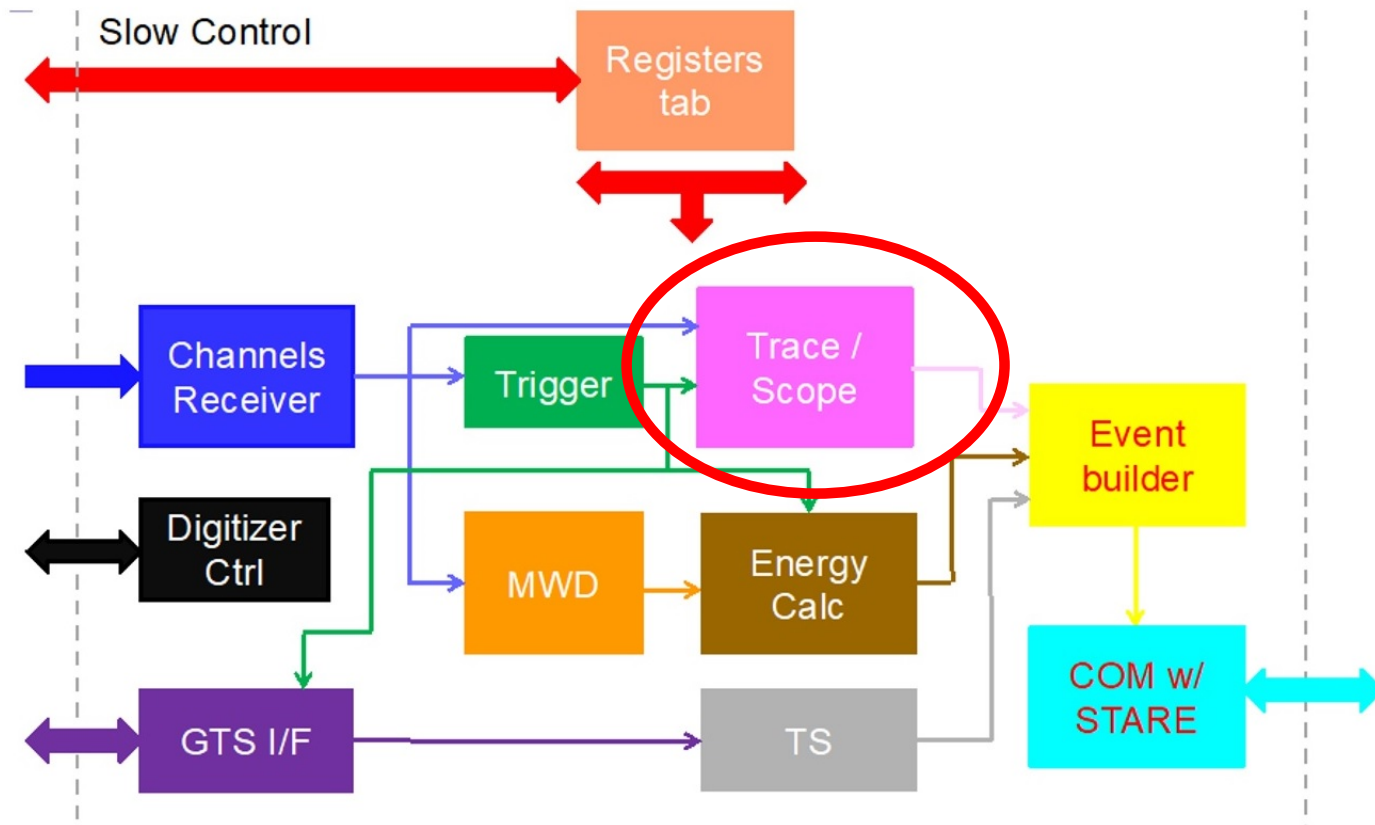 Slow Control
Registers
tab
Channels
Receiver
Trigger
Trace /
Scope
Event
builder
Digitizer
Ctrl
MWD
Energy
Calc
GTS I/F
TS
COM w/
STARE